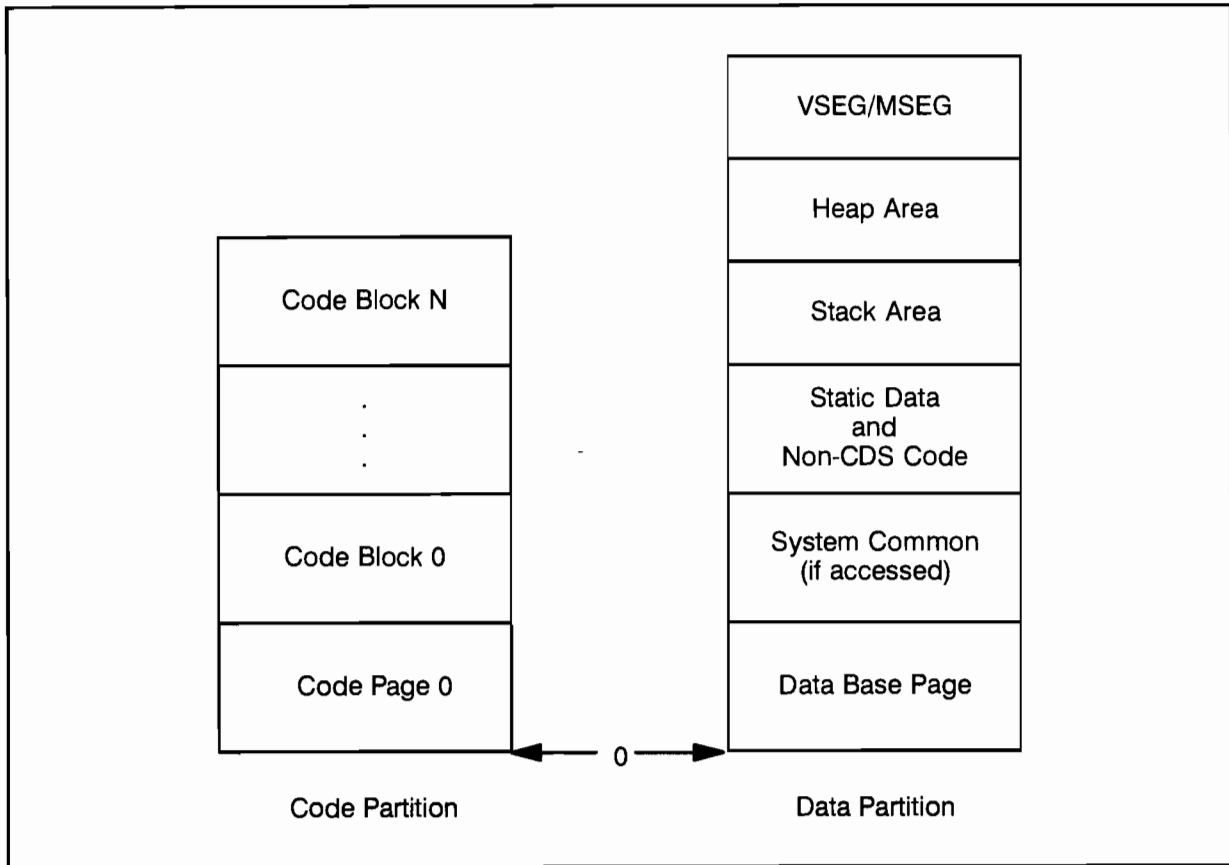 Code Block N
.
.
.
Code Block 0
Code Page 0
Code Partition
0
VSEG/MSEG
Heap Area
Stack Area
Static Data
and
Non-CDS Code
System Common
(if accessed)
Data Base Page
Data Partition